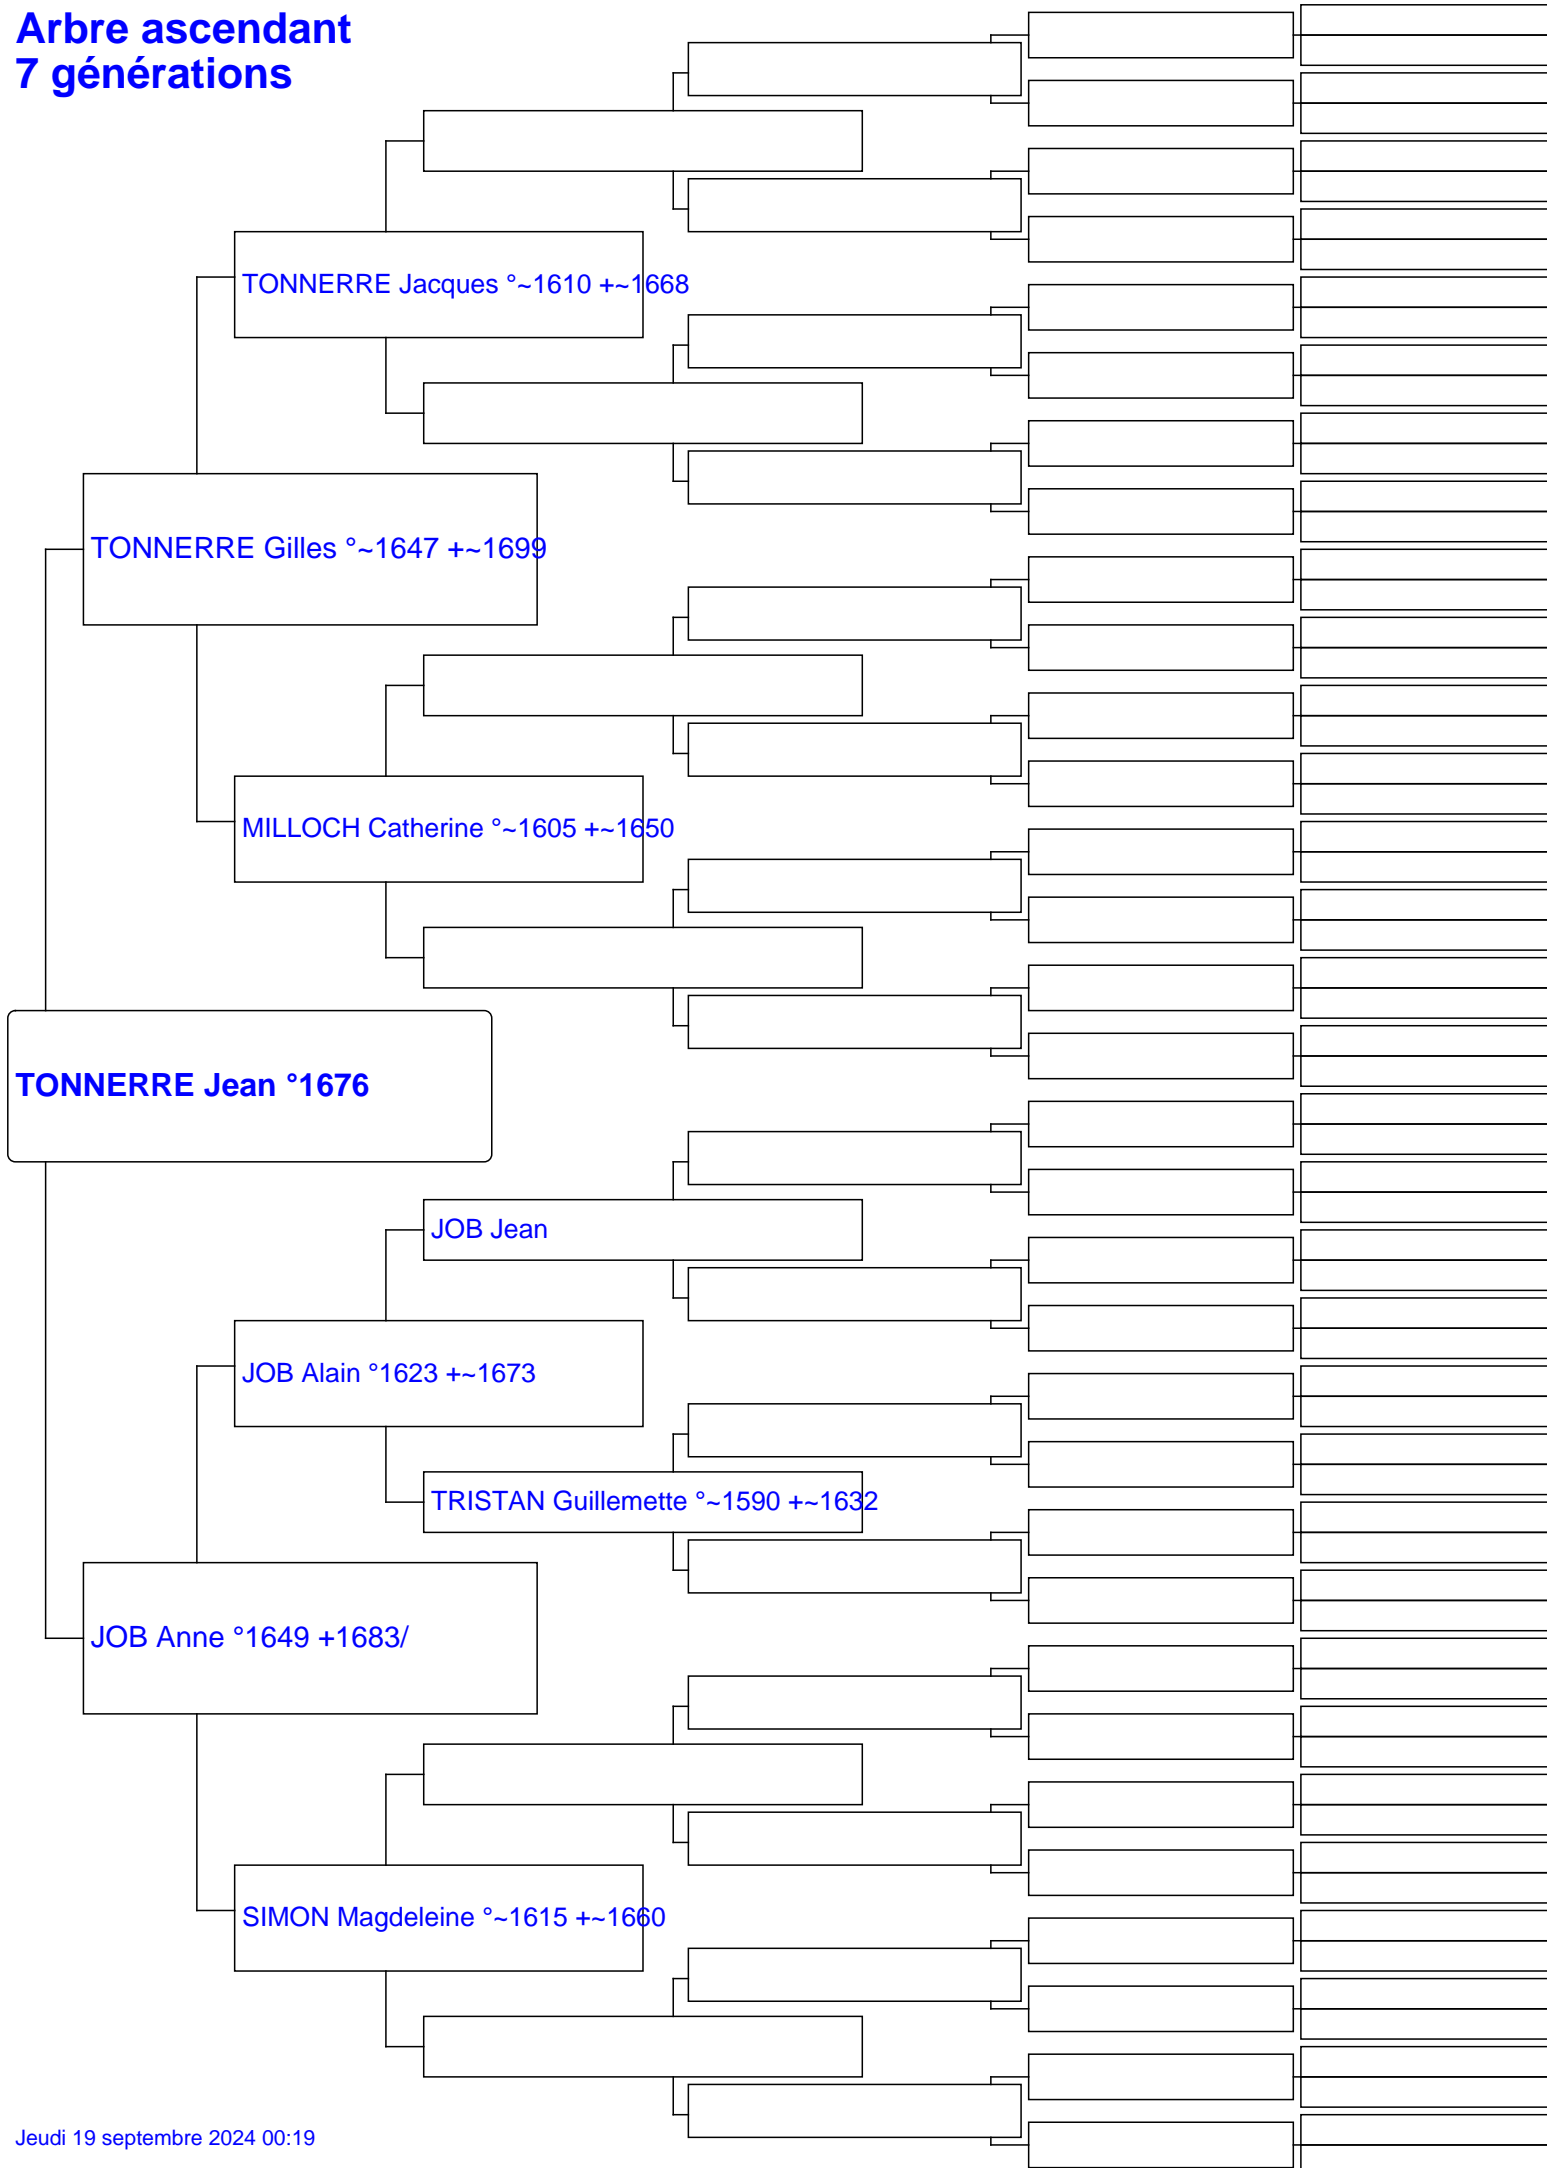 Arbre ascendant
7 générations
TONNERRE Jacques °~1610 +~1668
TONNERRE Gilles °~1647 +~1699
MILLOCH Catherine °~1605 +~1650
TONNERRE Jean °1676
JOB Jean
JOB Alain °1623 +~1673
TRISTAN Guillemette °~1590 +~1632
JOB Anne °1649 +1683/
SIMON Magdeleine °~1615 +~1660
Jeudi 19 septembre 2024 00:19